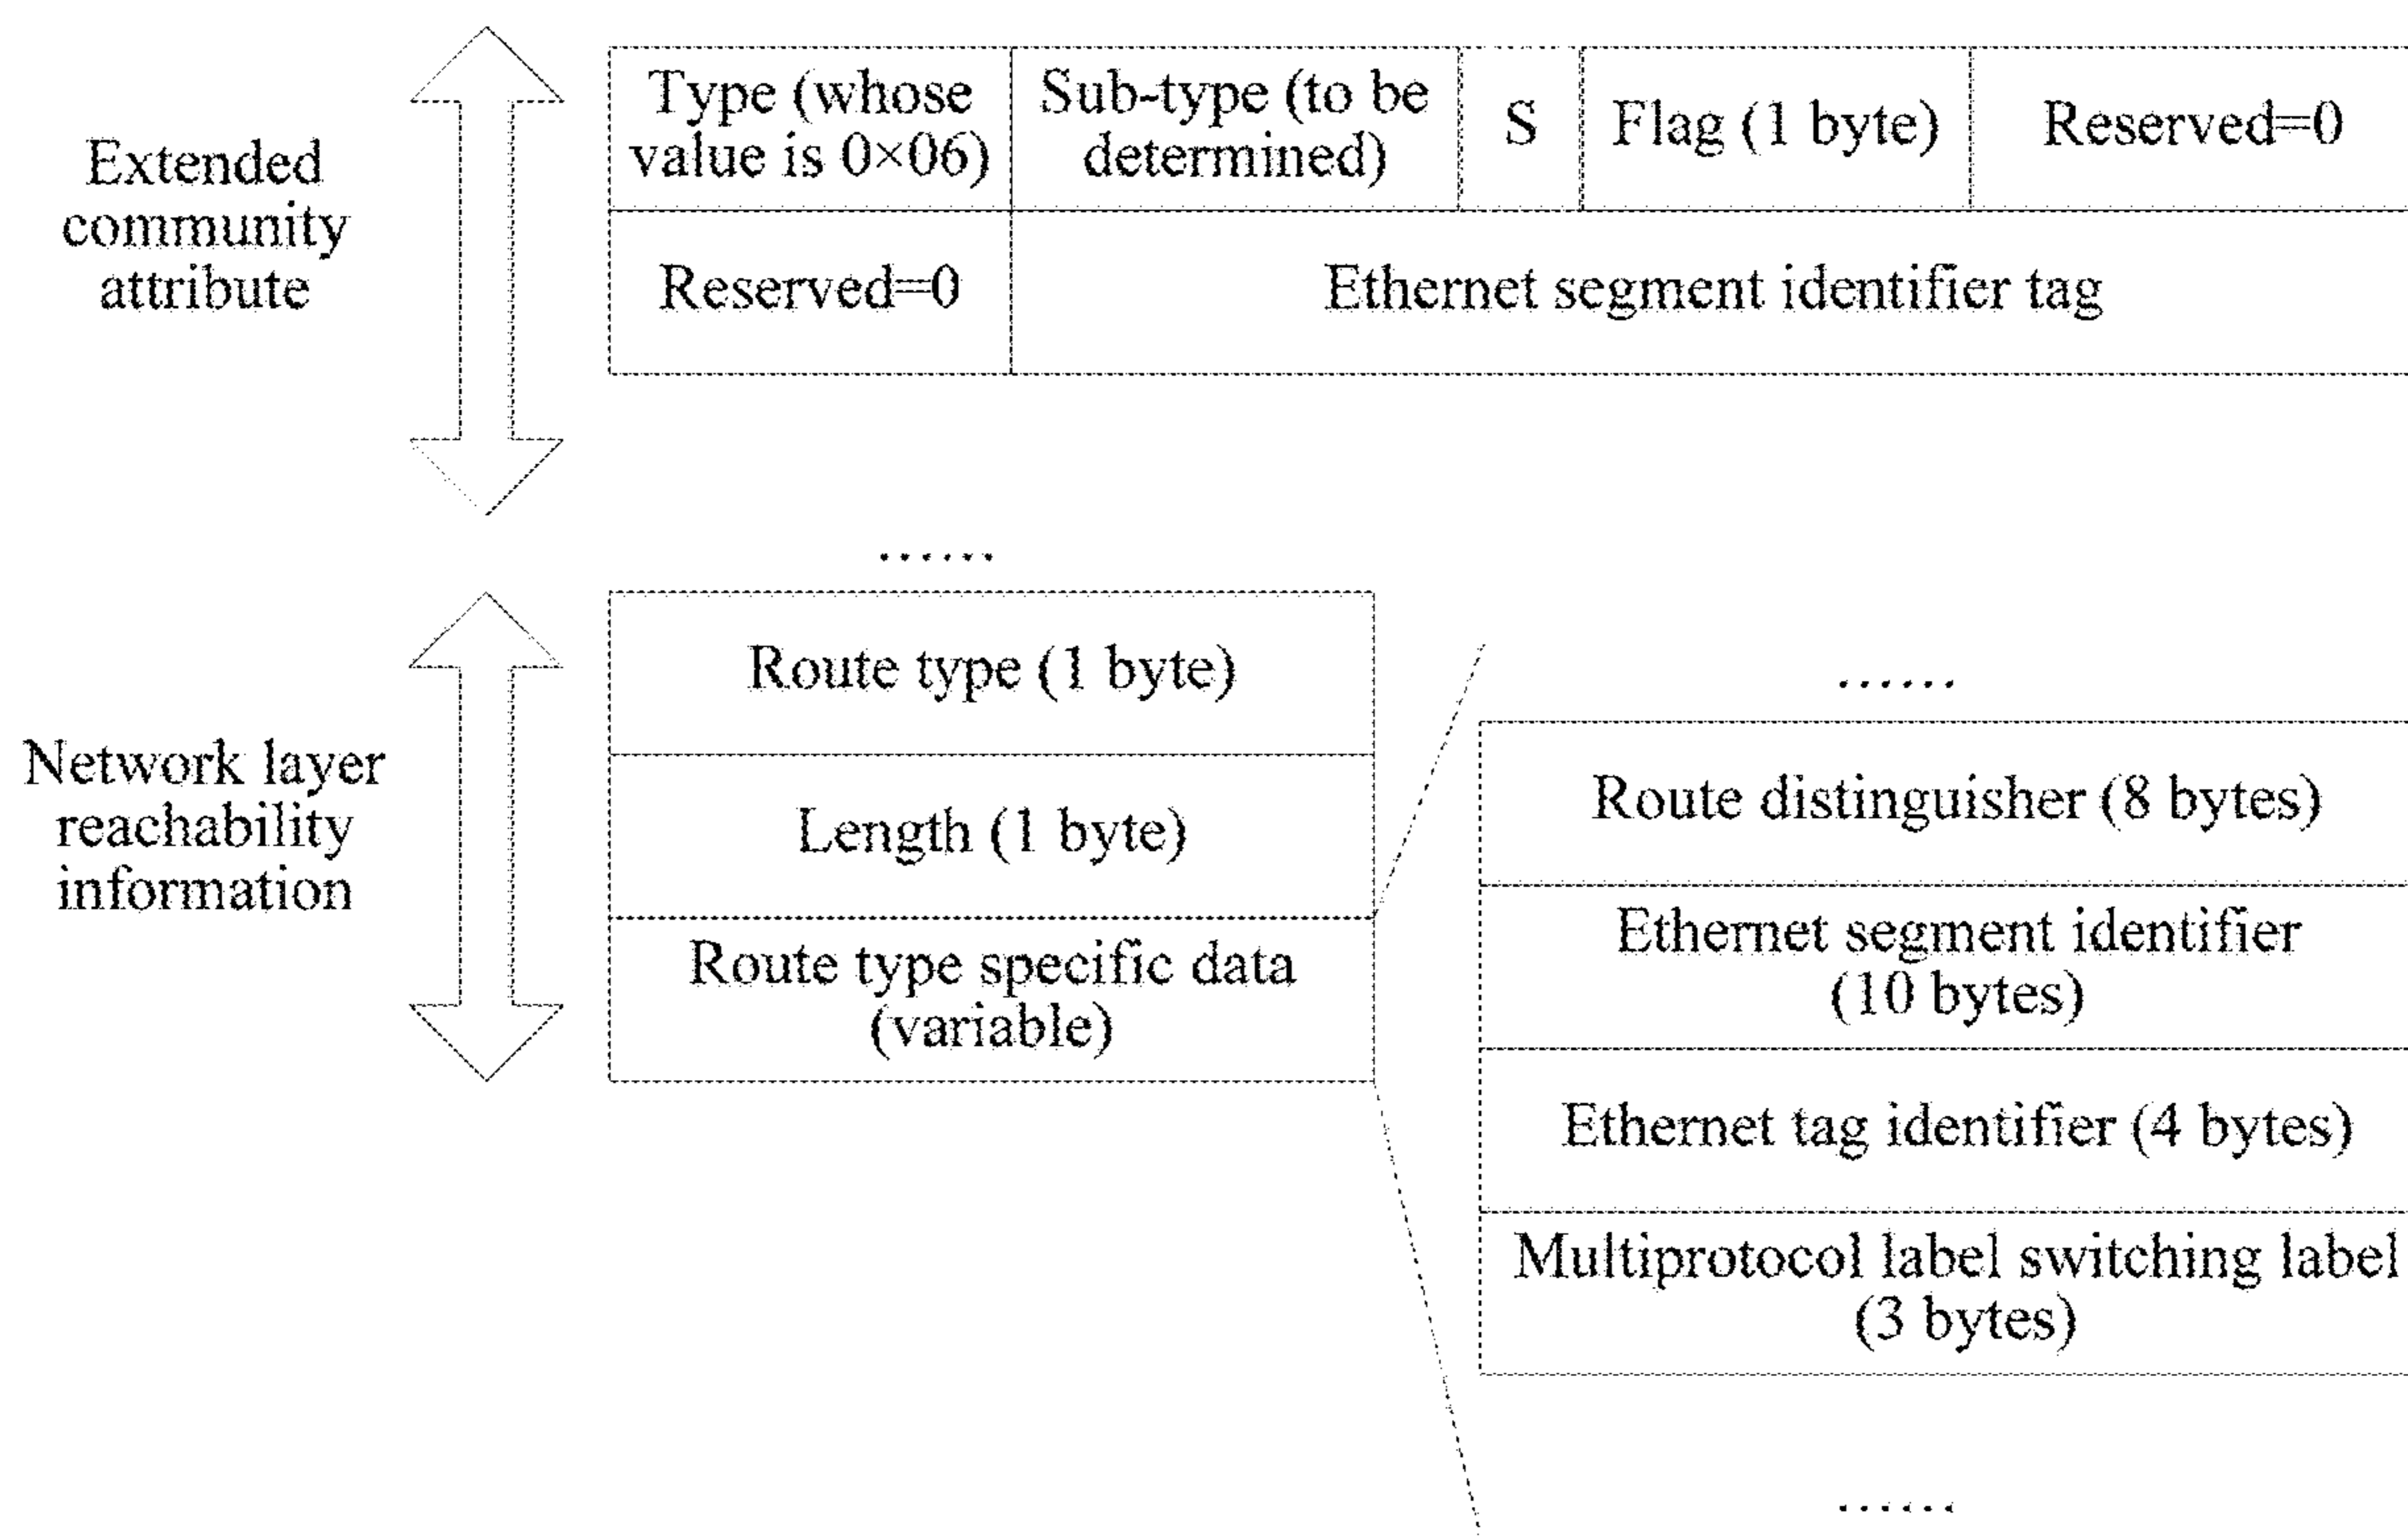 Extended
community
attribute
Type (whose
value is 0×06)
Sub-type (to be
determined)
S
Flag (1 byte)
Reserved=0
Reserved=0
Ethernet segment identifier tag
......
Network layer
reachability
information
Route type (1 byte)
Length (1 byte)
Route type specific data
(variable)
......
Route distinguisher (8 bytes)
Ethernet segment identifier
(10 bytes)
Ethernet tag identifier (4 bytes)
Multiprotocol label switching label
(3 bytes)
......